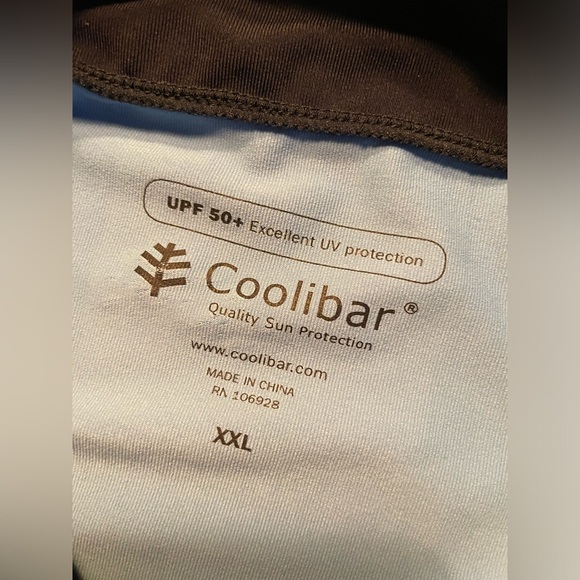 UPF 50+ Excellent UV protection
Coolibar®
Quality Sun Protection
www.coolibar.com
MADE IN CHINA
RN 106928
XXL